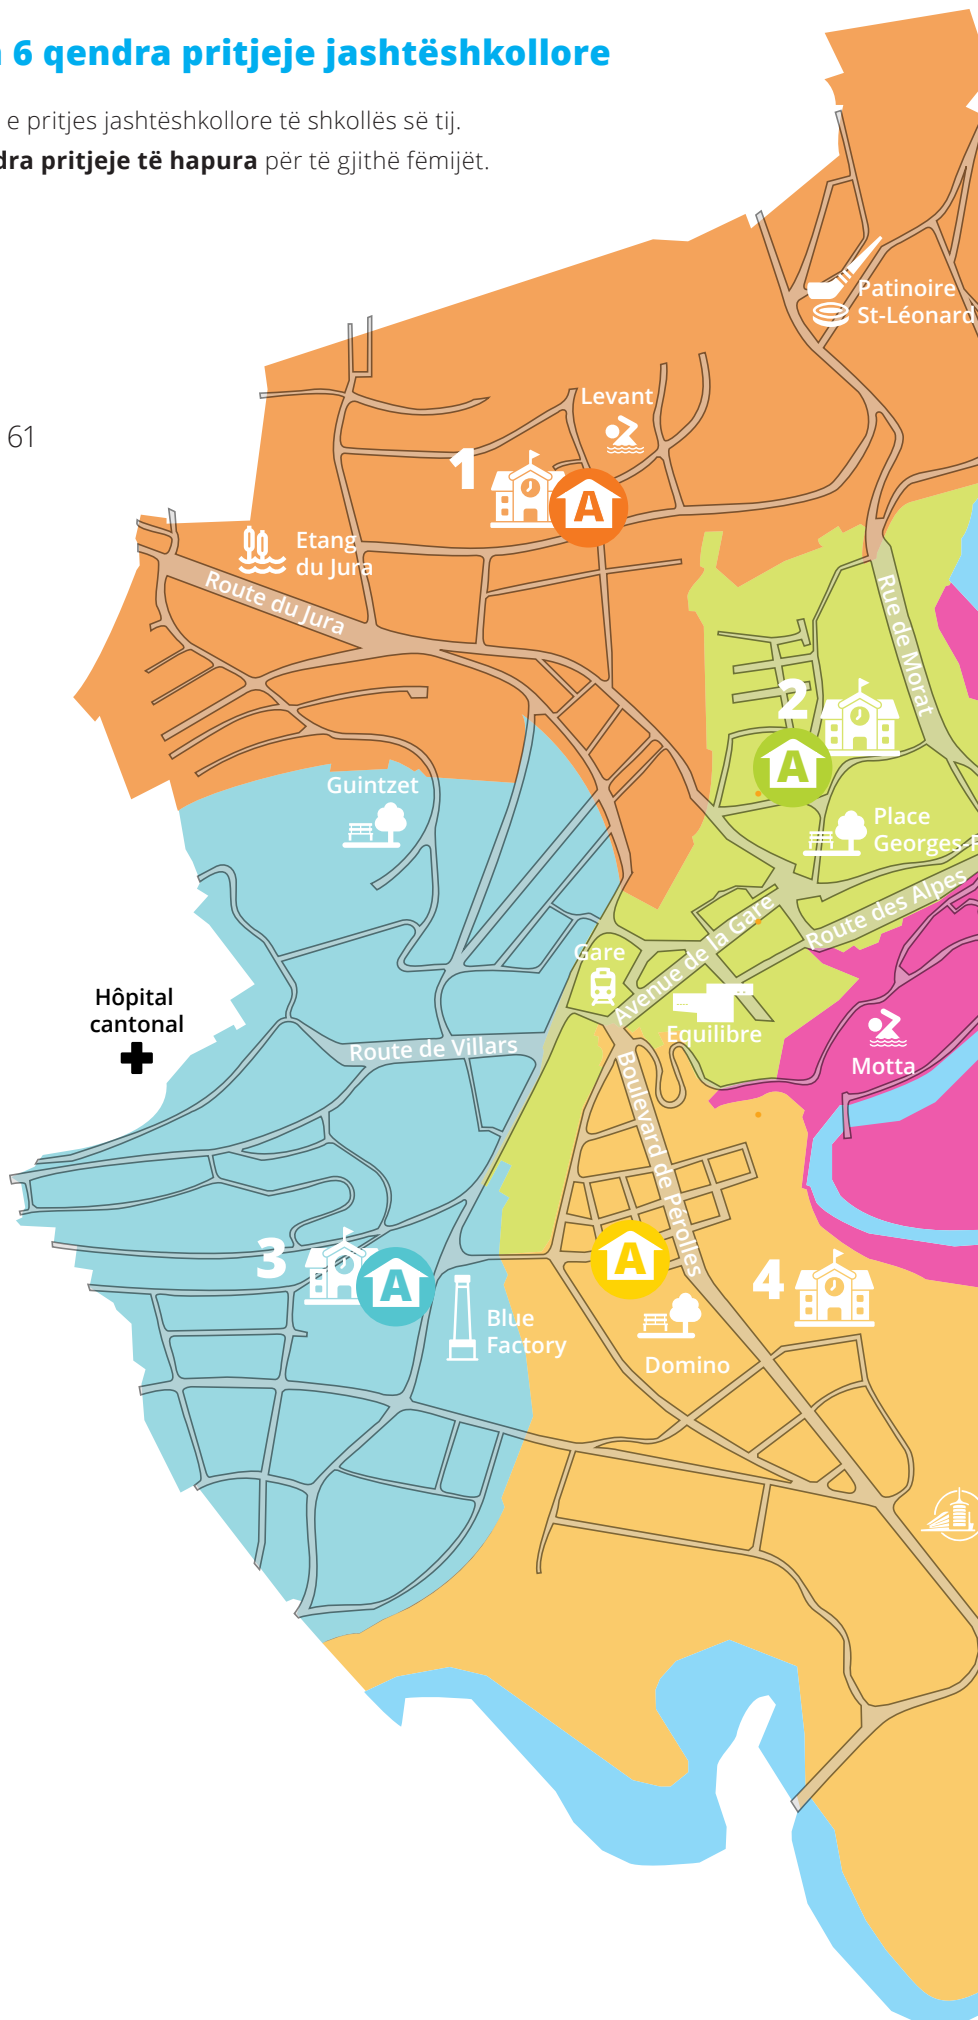 6 qendra pritjeje jashtëshkollore
e pritjes jashtëshkollore të shkollës së tij.
dra pritjeje të hapura për të gjithë fëmijët.
Patinoire
St-Léonard
Levant
61
1
A
Etang
du Jura
Route du Jura
Rue de Morat
2
A
Guintzet
Place
Georges-P
Route des Alpes
Avenue de la Gare
Gare
Hôpital
cantonal
Equilibre
Route de Villars
Motta
Boulevard de Pérolles
3
A
A
4
Blue
Factory
Domino